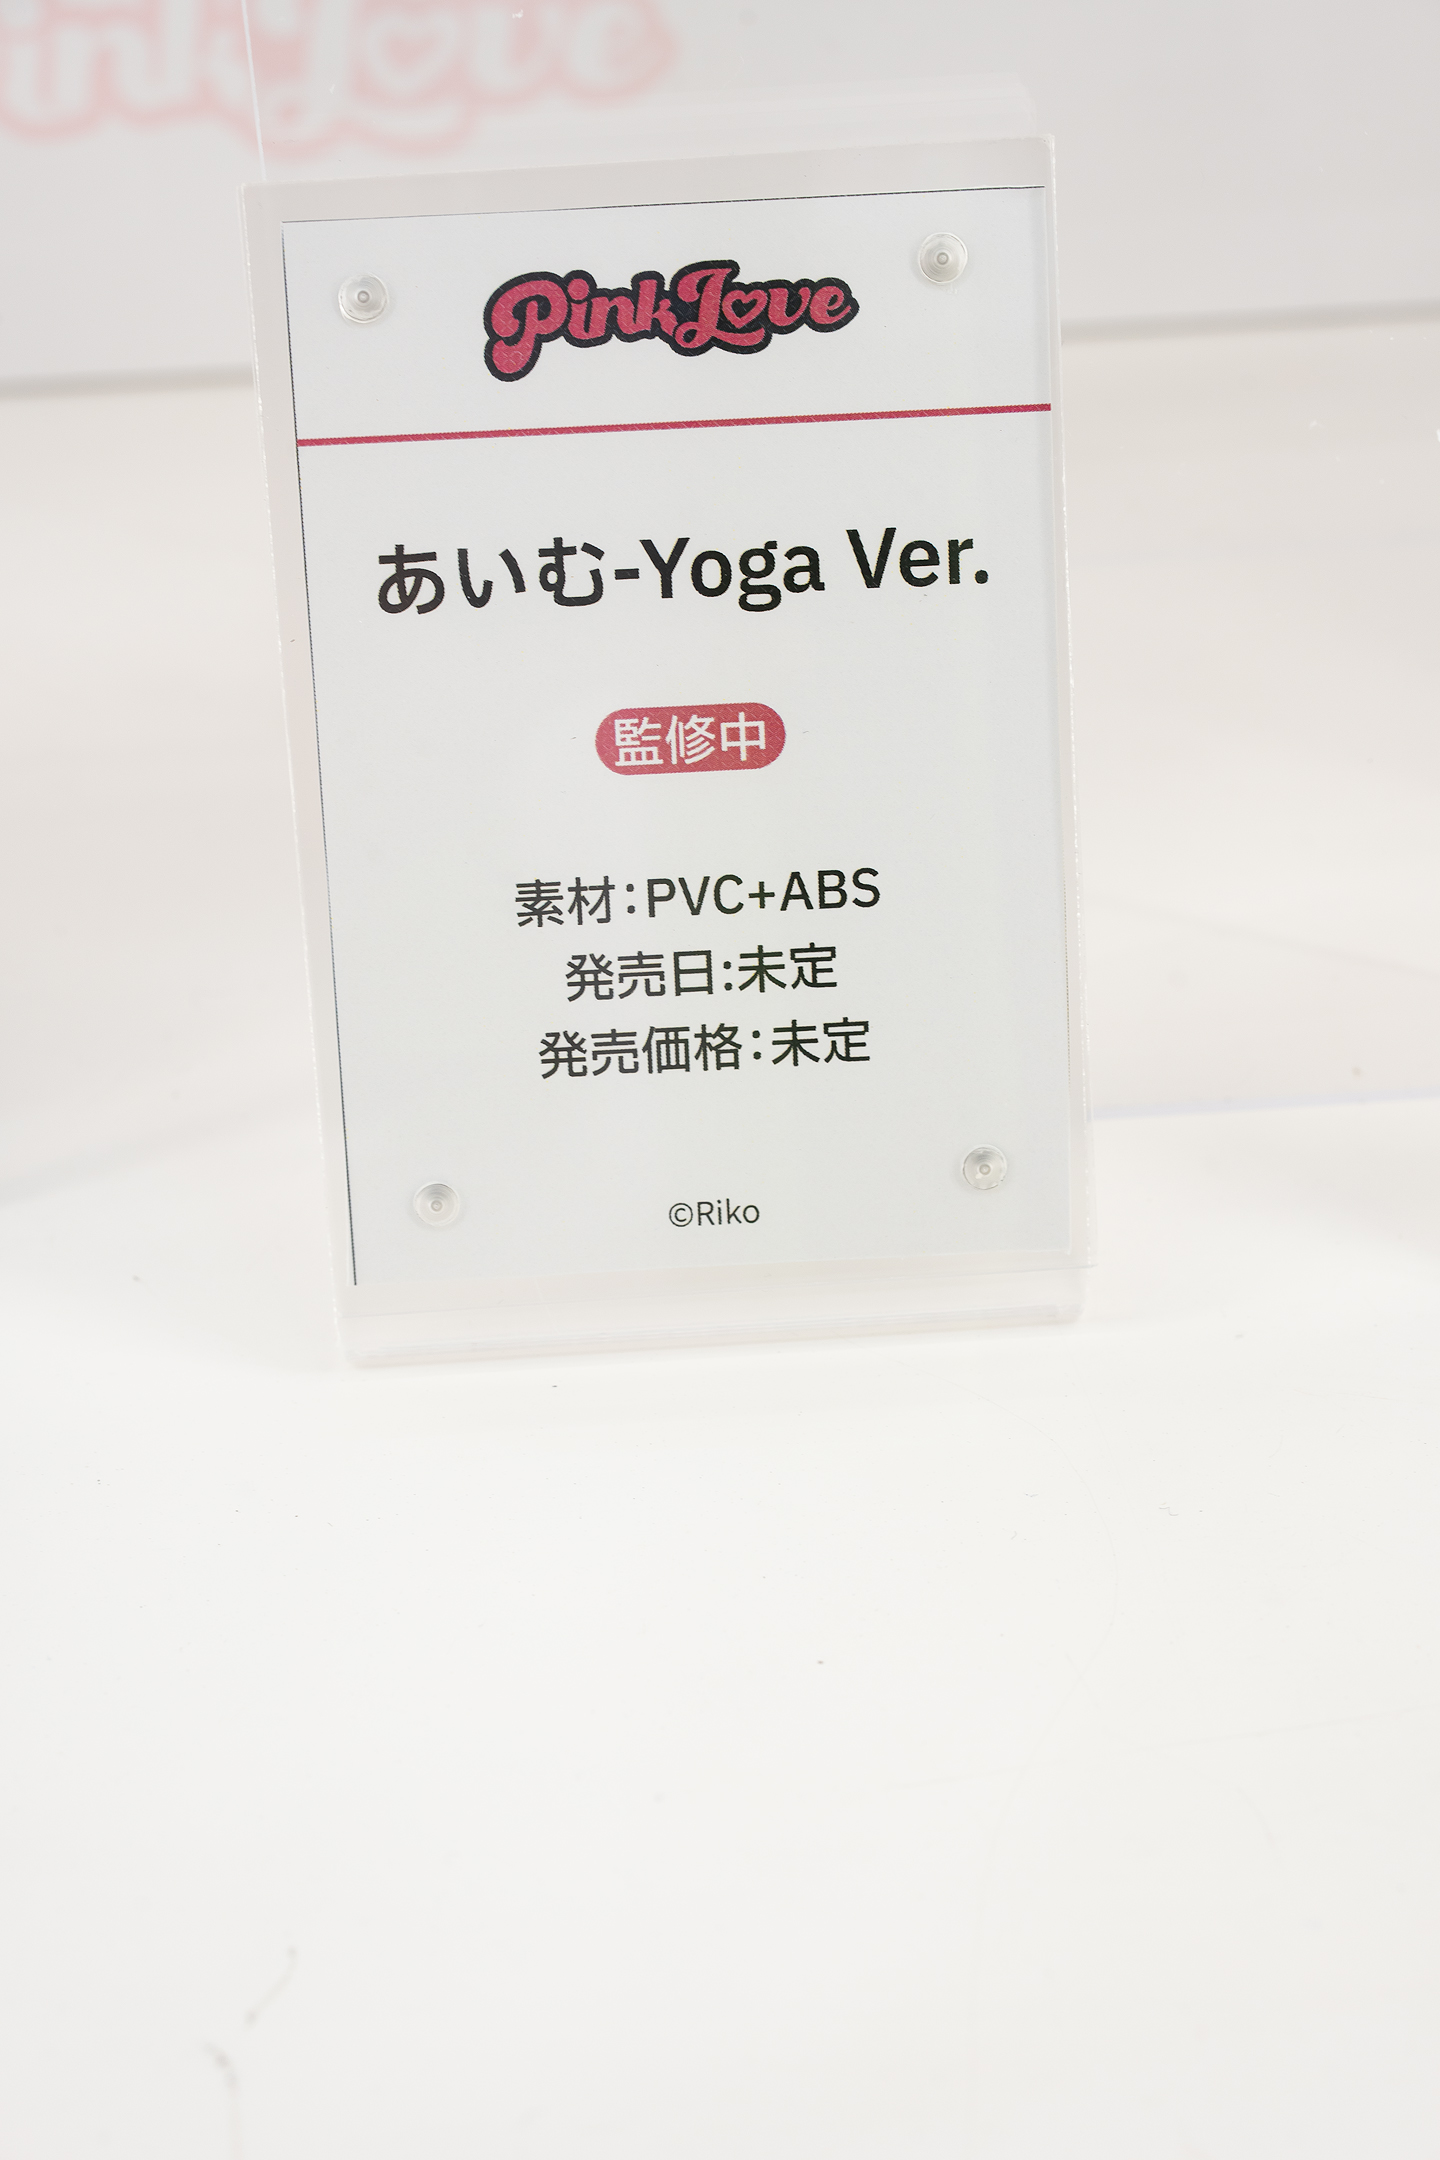 PinkLove
PinkLove
あいむ-Yoga Ver.
監修中
素材：PVC+ABS
発売日:未定
発売価格：未定
©Riko